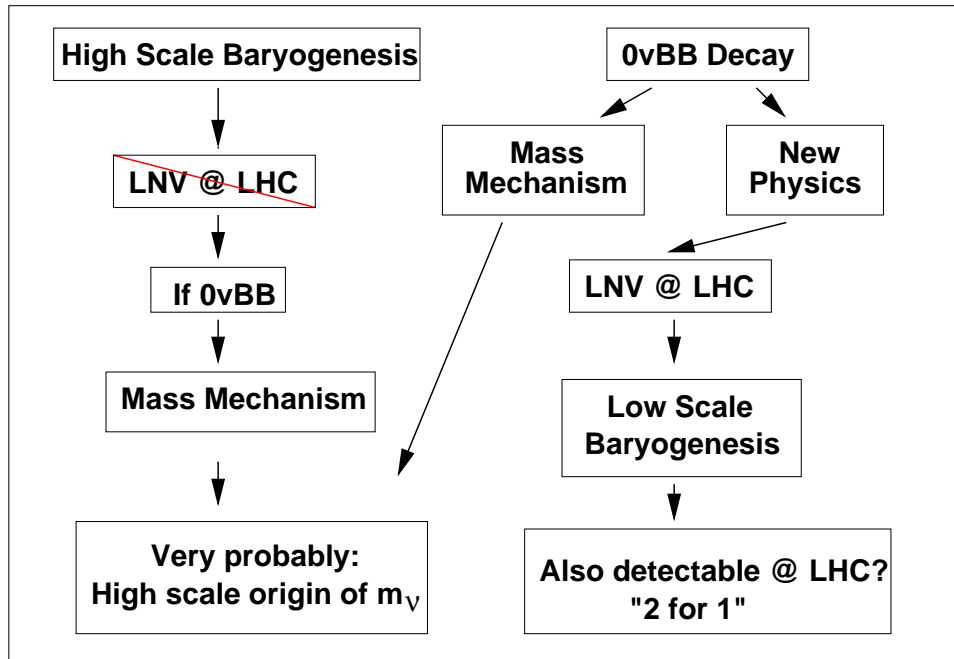 High Scale Baryogenesis
LNV @ LHC
If 0vBB
Mass Mechanism
Very probably:
High scale origin of mν
0vBB Decay
Mass
Mechanism
New
Physics
LNV @ LHC
Low Scale
Baryogenesis
Also detectable @ LHC?
"2 for 1"